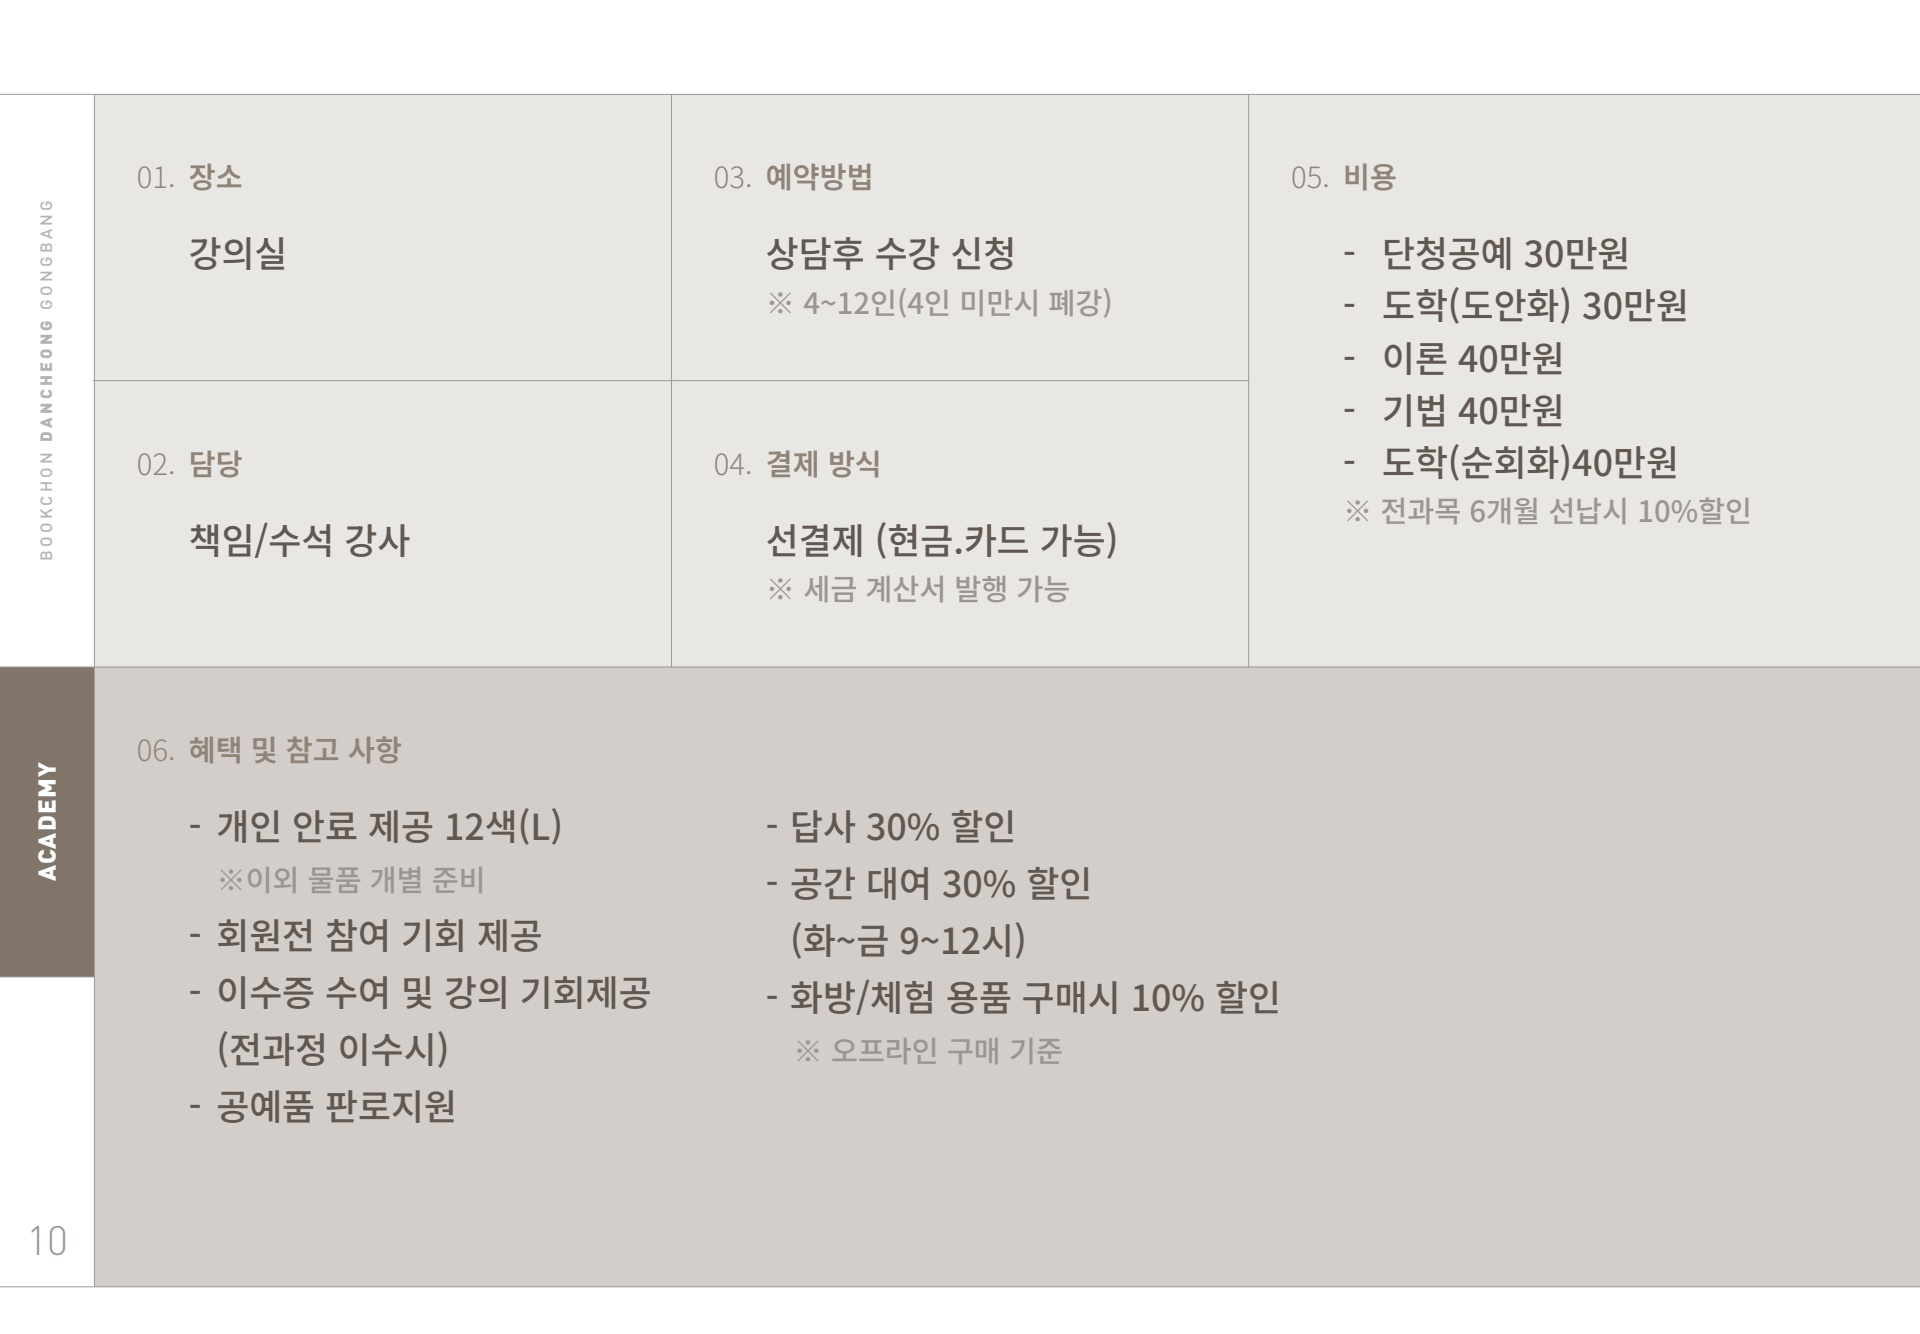 BOOKCHON DANCHEONG GONGBANG
01. 장소
강의실
02. 담당
책임/수석 강사
03. 예약방법
상담후 수강 신청
※ 4~12인(4인 미만시 폐강)
04. 결제 방식
선결제 (현금.카드 가능)
※ 세금 계산서 발행 가능
05. 비용
- 단청공예 30만원
- 도학(도안화) 30만원
- 이론 40만원
- 기법 40만원
- 도학(순회화)40만원
※ 전과목 6개월 선납시 10%할인
ACADEMY
06. 혜택 및 참고 사항
- 개인 안료 제공 12색(L)
※이외 물품 개별 준비
- 회원전 참여 기회 제공
- 이수증 수여 및 강의 기회제공
(전과정 이수시)
- 공예품 판로지원
- 답사 30% 할인
- 공간 대여 30% 할인
(화~금 9~12시)
- 화방/체험 용품 구매시 10% 할인
※ 오프라인 구매 기준
10